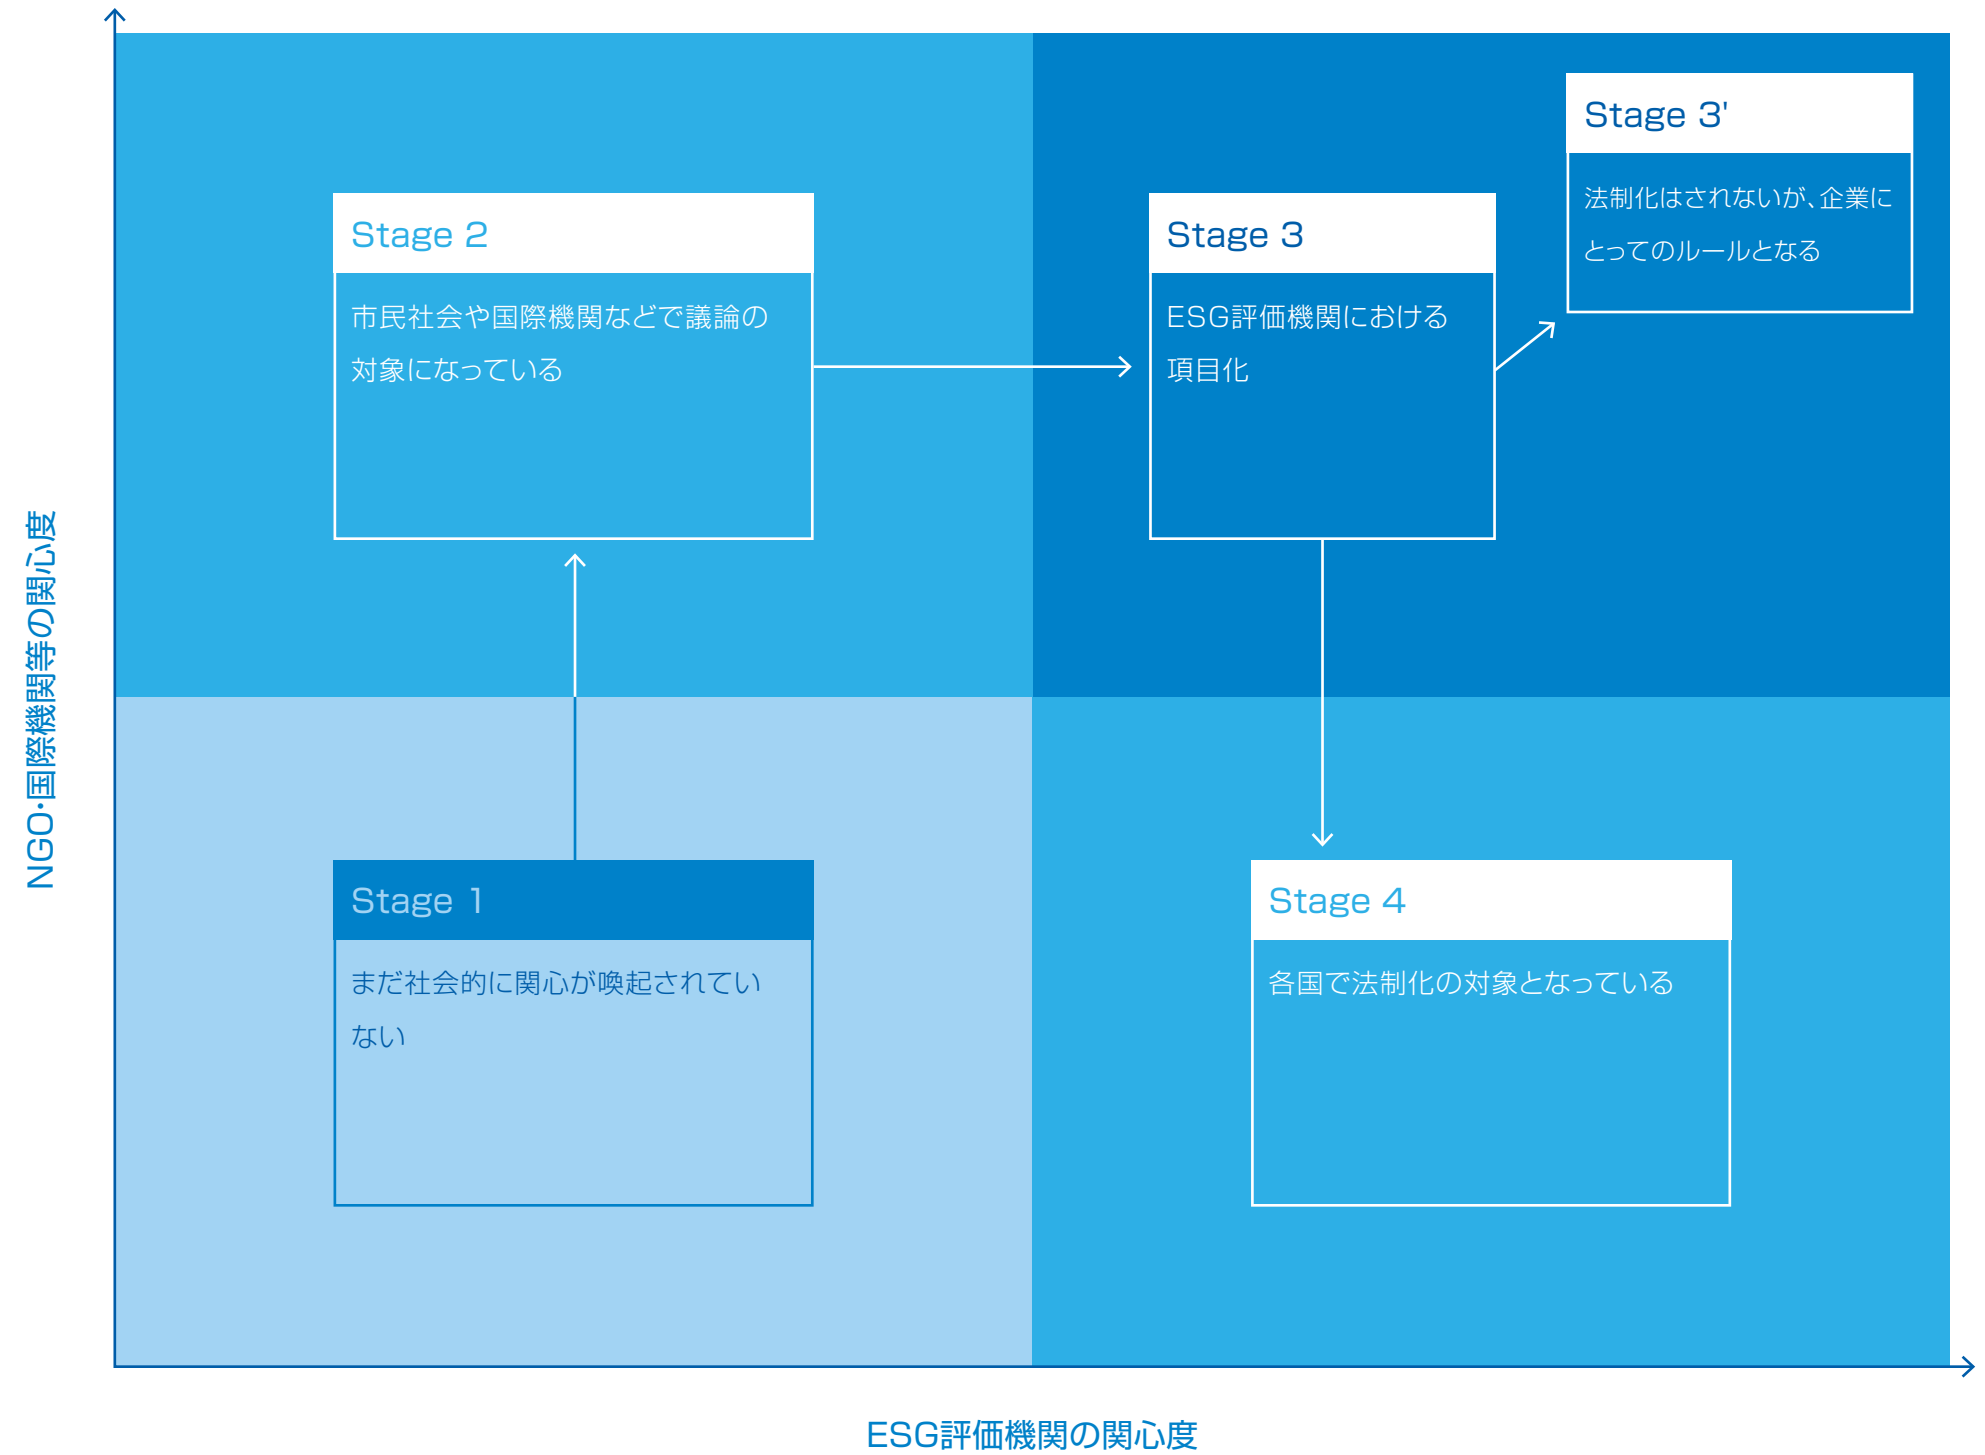 NGO・国際機関等の関心度
Stage 2
市民社会や国際機関などで議論の
対象になっている
Stage 3
ESG評価機関における
項目化
Stage 3'
法制化はされないが、企業に
とってのルールとなる
Stage 1
まだ社会的に関心が喚起されてい
ない
Stage 4
各国で法制化の対象となっている
ESG評価機関の関心度